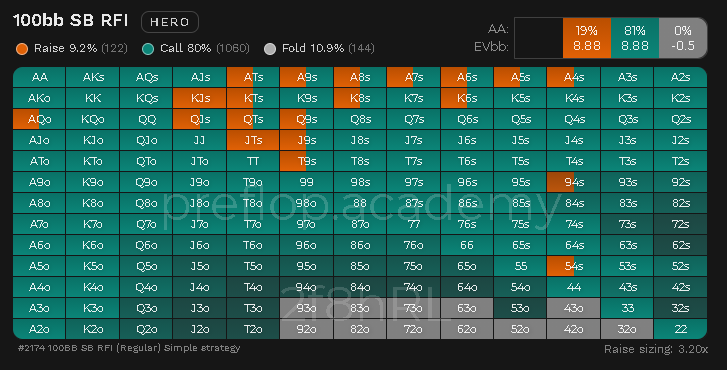 100bb SB RFI HERO
AA: 19% 81% 0%
EVbb: 8.88 8.88 -0.5
Raise 9.2% (122) Call 80% (1060) Fold 10.9% (144)
AA AKs AQs AJs ATs A9s A8s A7s A6s A5s A4s A3s A2s
AKo KK KQs KJs KTs K9s K8s K7s K6s K5s K4s K3s K2s
AQo KQo QQ QJs QTs Q9s Q8s Q7s Q6s Q5s Q4s Q3s Q2s
AJo KJo QJo JJ JTs J9s J8s J7s J6s J5s J4s J3s J2s
ATo KTo QTo JTo TT T9s T8s T7s T6s T5s T4s T3s T2s
A9o K9o Q9o J9o T9o 99 98s 97s 96s 95s 94s 93s 92s
A8o K8o Q8o J8o T8o 98o 88 87s 86s 85s 84s 83s 82s
preflop.academy
A7o K7o Q7o J7o T7o 97o 87o 77 76s 75s 74s 73s 72s
A6o K6o Q6o J6o T6o 96o 86o 76o 66 65s 64s 63s 62s
A5o K5o Q5o J5o T5o 95o 85o 75o 65o 55 54s 53s 52s
A4o K4o Q4o J4o T4o 94o 84o 74o 64o 54o 44 43s 42s
2f8hRL
A3o K3o Q3o J3o T3o 93o 83o 73o 63o 53o 43o 33 32s
A2o K2o Q2o J2o T2o 92o 82o 72o 62o 52o 42o 32o 22
#2174 100BB SB RFI (Regular) Simple strategy
Raise sizing: 3.20x